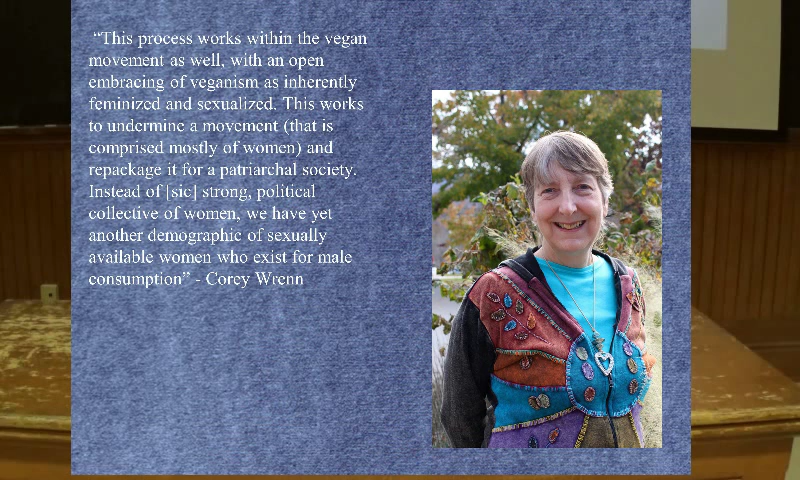 “This process works within the vegan
movement as well, with an open
embracing of veganism as inherently
feminized and sexualized. This works
to undermine a movement (that is
comprised mostly of women) and
repackage it for a patriarchal society.
Instead of [sic] strong, political
collective of women, we have yet
another demographic of sexually
available women who exist for male
consumption” - Corey Wrenn